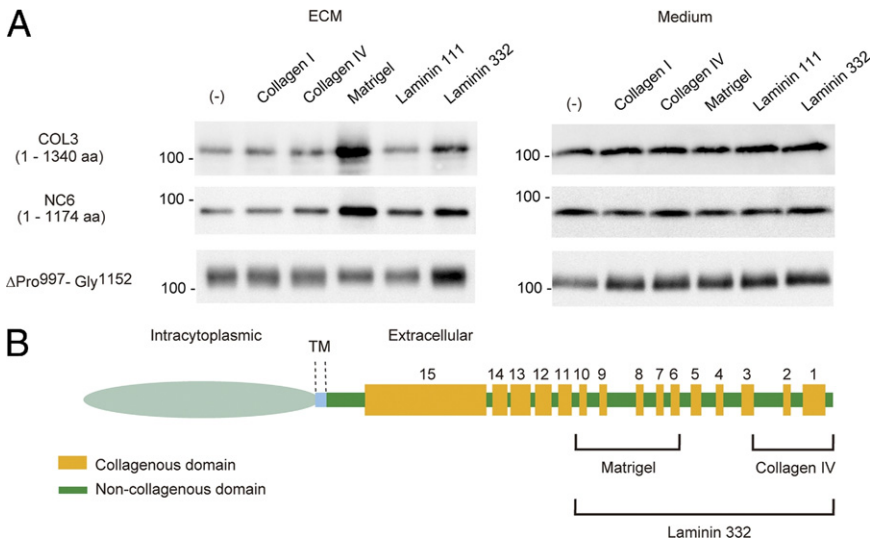 A
ECM
Medium
(-) Collagen I Collagen IV Matrigel Laminin 111 Laminin 332
(-) Collagen I Collagen IV Matrigel Laminin 111 Laminin 332
COL3
(1 - 1340 aa)
100 -
100 -
NC6
(1 - 1174 aa)
100 -
100 -
ΔPro997- Gly1152
100 -
100 -
B
Intracytoplasmic
TM
Extracellular
15 14 13 12 11 10 9 8 7 6 5 4 3 2 1
Matrigel
Collagen IV
Collagenous domain
Non-collagenous domain
Laminin 332